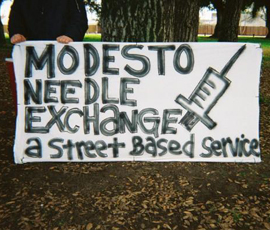 MODESTO
NEEDLE
EXCHANGE
a STREET BaSED SERVICE